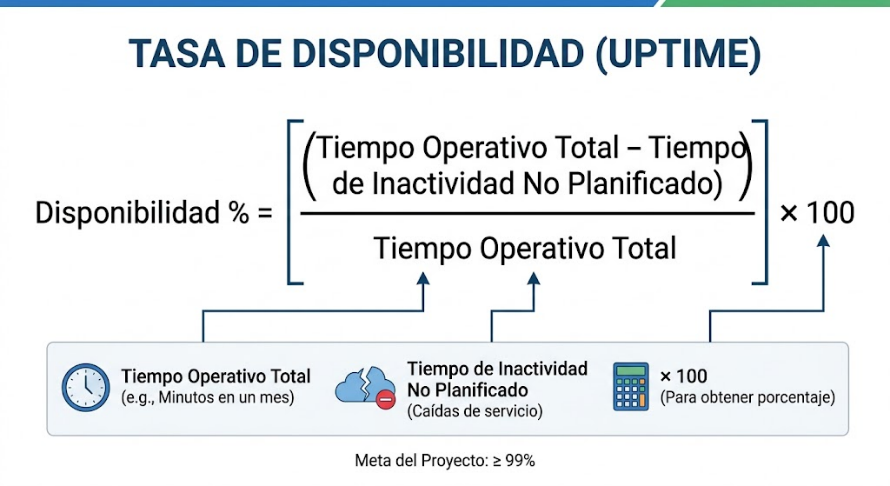 TASA DE DISPONIBILIDAD (UPTIME)
Disponibilidad % =
(Tiempo Operativo Total – Tiempo)
de Inactividad No Planificado)
Tiempo Operativo Total
× 100
Tiempo Operativo Total
(e.g., Minutos en un mes)
Tiempo de Inactividad
No Planificado
(Caídas de servicio)
× 100
(Para obtener porcentaje)
Meta del Proyecto: ≥ 99%